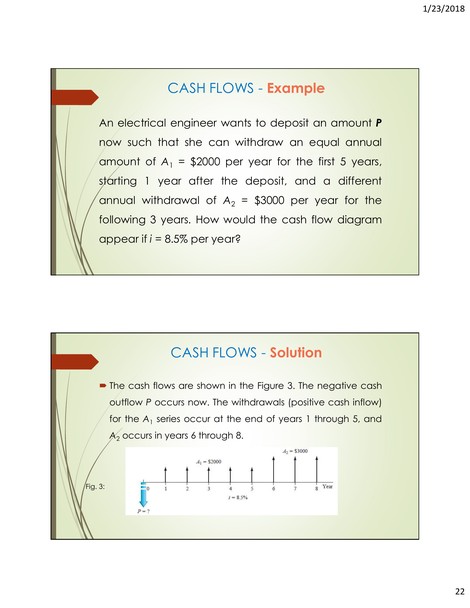 1/23/2018
CASH FLOWS - Example
An electrical engineer wants to deposit an amount P
now such that she can withdraw an equal annual
amount of A1 = $2000 per year for the first 5 years,
starting 1 year after the deposit, and a different
annual withdrawal of A2 = $3000 per year for the
following 3 years. How would the cash flow diagram
appear if i = 8.5% per year?
CASH FLOWS - Solution
The cash flows are shown in the Figure 3. The negative cash
outflow P occurs now. The withdrawals (positive cash inflow)
for the A1 series occur at the end of years 1 through 5, and
A2 occurs in years 6 through 8.
A2 = $3000
A1 = $2000
Fig. 3:
0 1 2 3 4 5 6 7 8 Year
i = 8.5%
P = ?
22